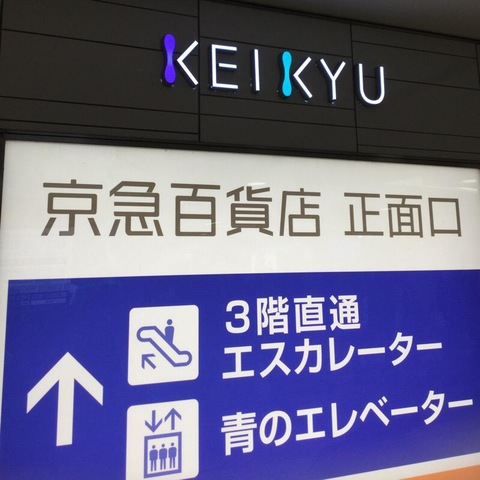 KEIKYU
京急百貨店 正面口
3階直通
エスカレーター
青のエレベーター